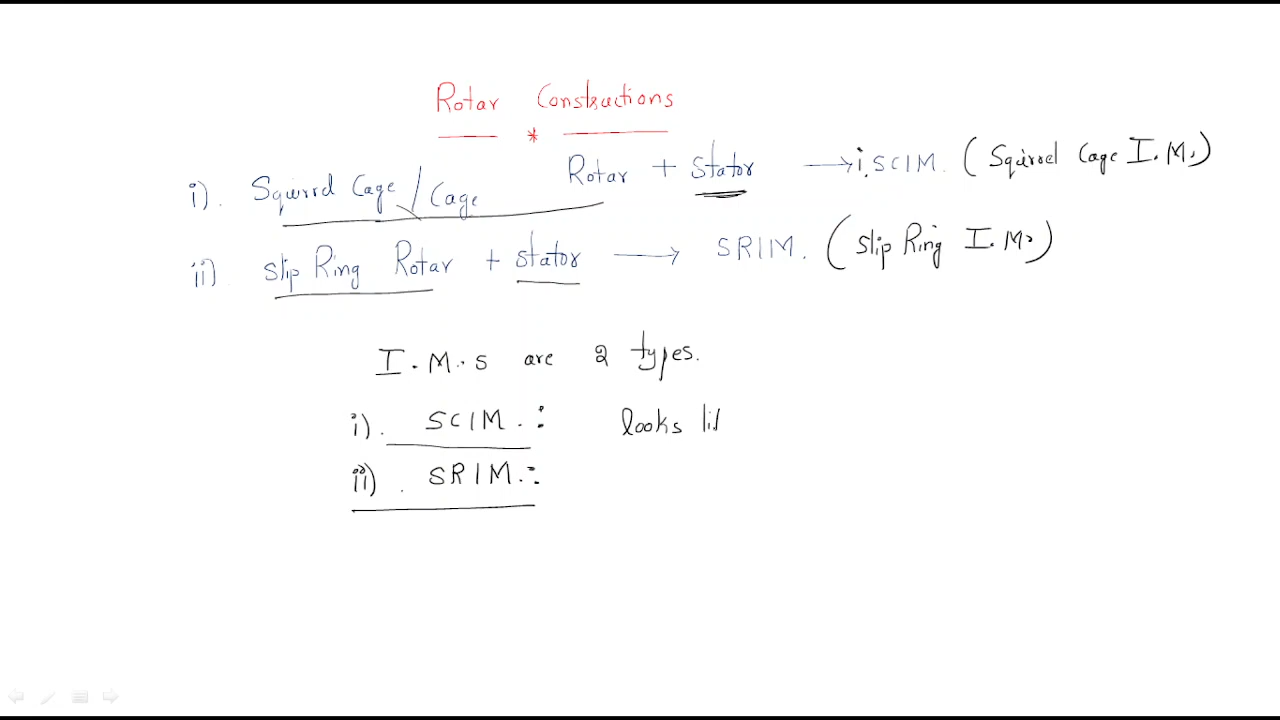 Rotar Constructions
*
i). Squirrel Cage / Cage Rotar + Stator → i.SCIM. (Squirrel Cage I.M.)
ii) Slip Ring Rotar + Stator → SRIM. (Slip Ring I.M.)
I.M.s are 2 types.
i). SCIM. : looks
ii) SRIM. :